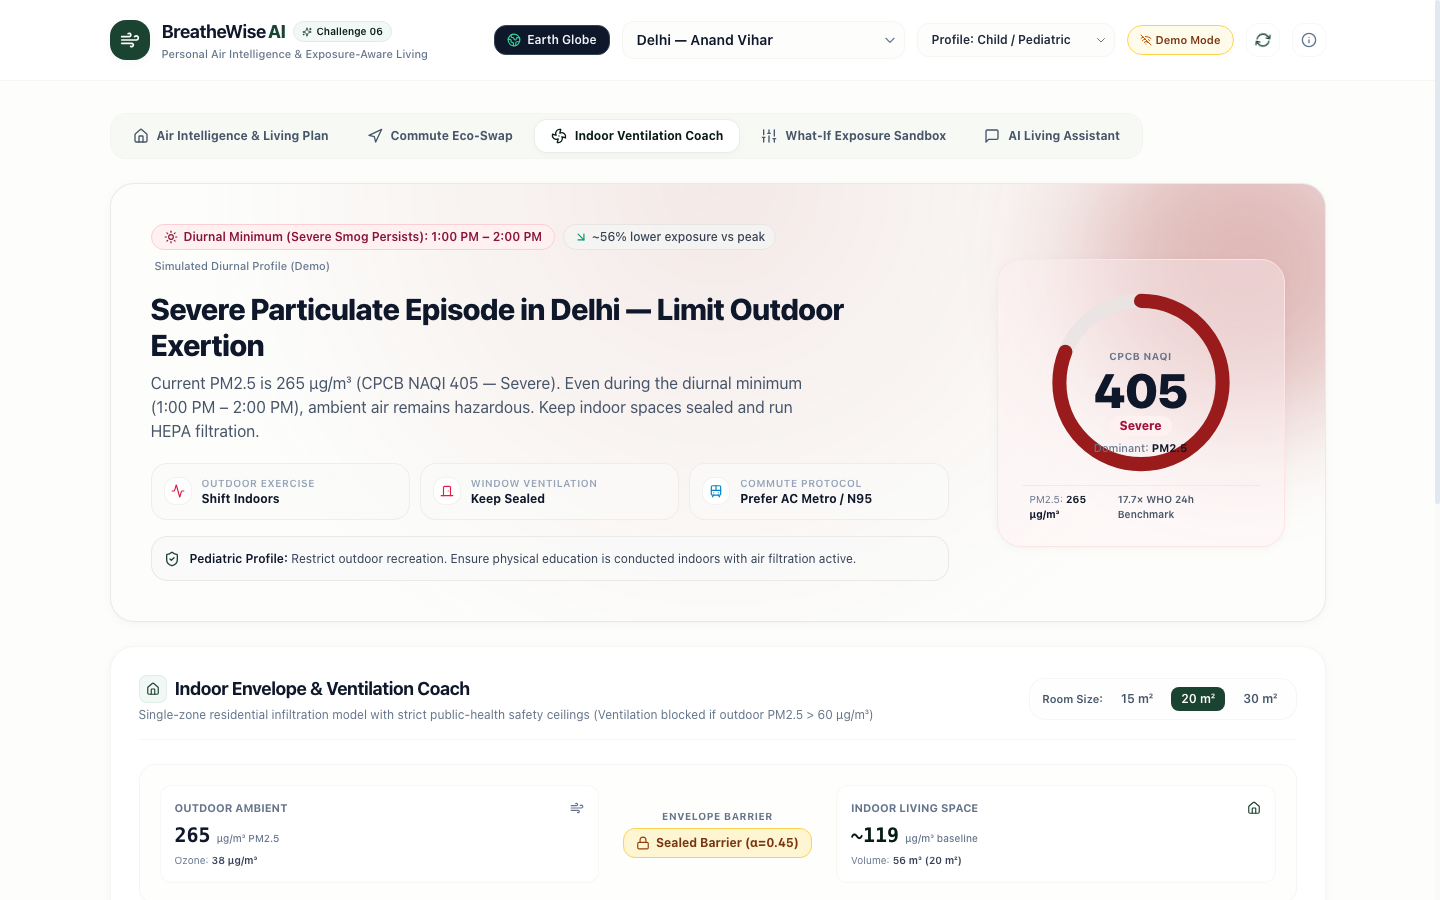 BreatheWise AI
Challenge 06
Personal Air Intelligence & Exposure-Aware Living
Earth Globe
Delhi — Anand Vihar
Profile: Child / Pediatric
Demo Mode
Air Intelligence & Living Plan
Commute Eco-Swap
Indoor Ventilation Coach
What-If Exposure Sandbox
AI Living Assistant
Diurnal Minimum (Severe Smog Persists): 1:00 PM – 2:00 PM
~56% lower exposure vs peak
Simulated Diurnal Profile (Demo)
Severe Particulate Episode in Delhi — Limit Outdoor
Exertion
Current PM2.5 is 265 µg/m³ (CPCB NAQI 405 — Severe). Even during the diurnal minimum
(1:00 PM – 2:00 PM), ambient air remains hazardous. Keep indoor spaces sealed and run
HEPA filtration.
OUTDOOR EXERCISE
Shift Indoors
WINDOW VENTILATION
Keep Sealed
COMMUTE PROTOCOL
Prefer AC Metro / N95
Pediatric Profile: Restrict outdoor recreation. Ensure physical education is conducted indoors with air filtration active.
CPCB NAQI
405
Severe
Dominant: PM2.5
PM2.5: 265
µg/m³
17.7× WHO 24h
Benchmark
Indoor Envelope & Ventilation Coach
Single-zone residential infiltration model with strict public-health safety ceilings (Ventilation blocked if outdoor PM2.5 > 60 µg/m³)
Room Size:
15 m²
20 m²
30 m²
OUTDOOR AMBIENT
265 µg/m³ PM2.5
Ozone: 38 µg/m³
ENVELOPE BARRIER
Sealed Barrier (α=0.45)
INDOOR LIVING SPACE
~119 µg/m³ baseline
Volume: 56 m³ (20 m²)